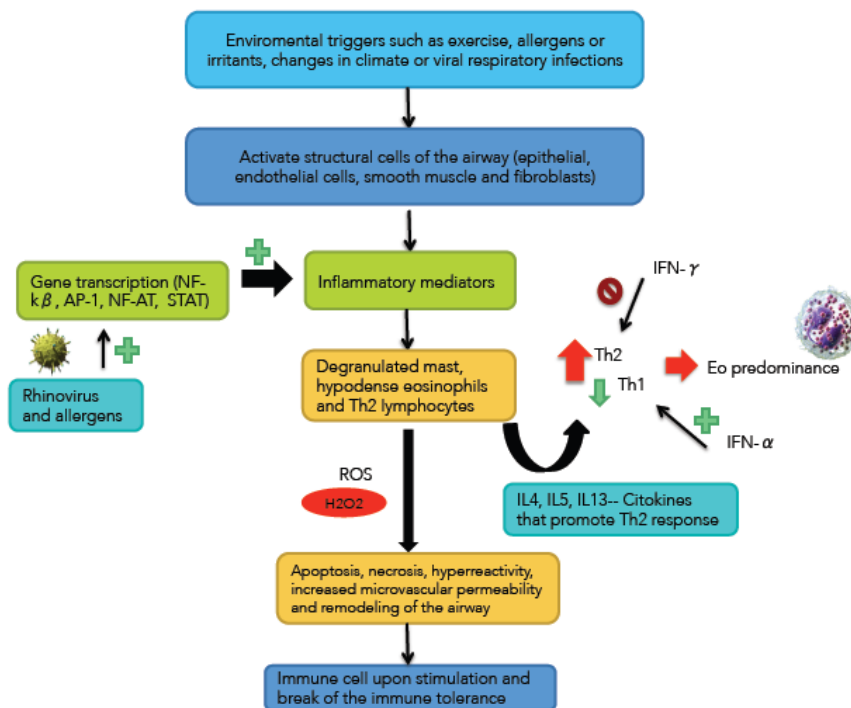 Enviromental triggers such as exercise, allergens or
irritants, changes in climate or viral respiratory infections
Activate structural cells of the airway (epithelial,
endothelial cells, smooth muscle and fibroblasts)
Gene transcription (NF-
kβ, AP-1, NF-AT, STAT)
Inflammatory mediators
IFN-γ
Rhinovirus
and allergens
Degranulated mast,
hypodense eosinophils
and Th2 lymphocytes
Th2
Th1
Eo predominance
IFN-α
ROS
H2O2
IL4, IL5, IL13-- Citokines
that promote Th2 response
Apoptosis, necrosis, hyperreactivity,
increased microvascular permeability
and remodeling of the airway
Immune cell upon stimulation and
break of the immune tolerance